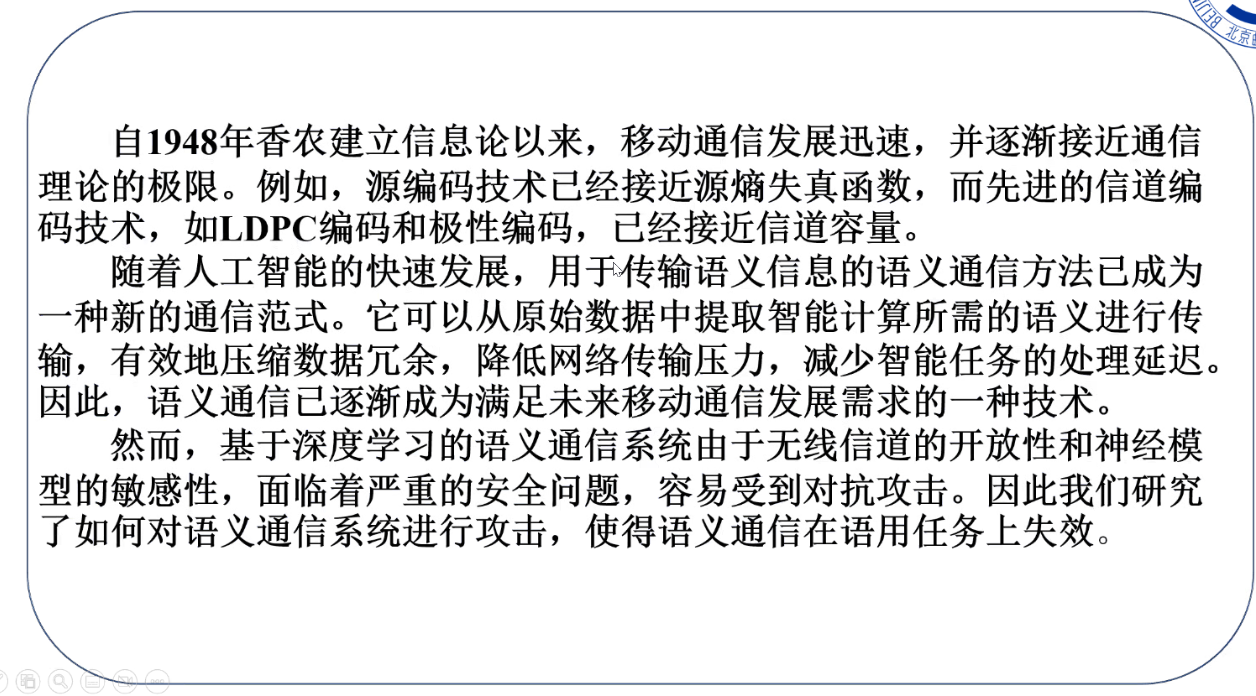 BEIJIN
北京
自1948年香农建立信息论以来，移动通信发展迅速，并逐渐接近通信
理论的极限。例如，源编码技术已经接近源熵失真函数，而先进的信道编
码技术，如LDPC编码和极性编码，已经接近信道容量。
随着人工智能的快速发展，用于传输语义信息的语义通信方法已成为
一种新的通信范式。它可以从原始数据中提取智能计算所需的语义进行传
输，有效地压缩数据冗余，降低网络传输压力，减少智能任务的处理延迟。
因此，语义通信已逐渐成为满足未来移动通信发展需求的一种技术。
然而，基于深度学习的语义通信系统由于无线信道的开放性和神经模
型的敏感性，面临着严重的安全问题，容易受到对抗攻击。因此我们研究
了如何对语义通信系统进行攻击，使得语义通信在语用任务上失效。